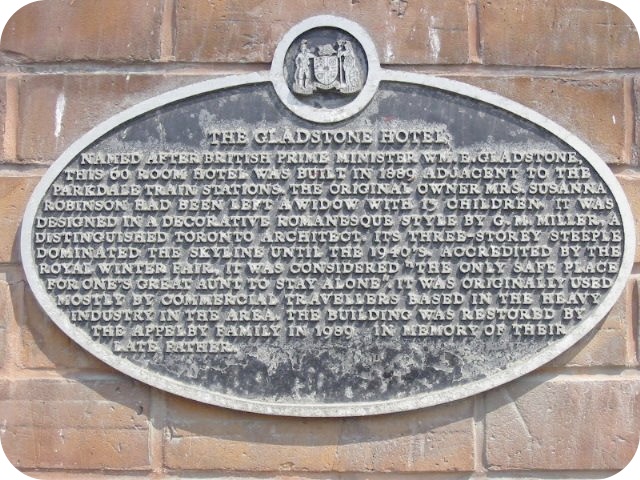 THE GLADSTONE HOTEL
NAMED AFTER BRITISH PRIME MINISTER WM. E. GLADSTONE,
THIS 60 ROOM HOTEL WAS BUILT IN 1889 ADJACENT TO THE
PARKDALE TRAIN STATIONS. THE ORIGINAL OWNER MRS. SUSANNA
ROBINSON HAD BEEN LEFT A WIDOW WITH 13 CHILDREN. IT WAS
DESIGNED IN A DECORATIVE ROMANESQUE STYLE BY G. M. MILLER, A
DISTINGUISHED TORONTO ARCHITECT. ITS THREE-STOREY STEEPLE
DOMINATED THE SKYLINE UNTIL THE 1940'S. ACCREDITED BY THE
ROYAL WINTER FAIR, IT WAS CONSIDERED "THE ONLY SAFE PLACE
FOR ONE'S GREAT AUNT TO STAY ALONE". IT WAS ORIGINALLY USED
MOSTLY BY COMMERCIAL TRAVELLERS BASED IN THE HEAVY
INDUSTRY IN THE AREA. THE BUILDING WAS RESTORED BY
THE APPELBY FAMILY IN 1989 IN MEMORY OF THEIR
LATE FATHER.